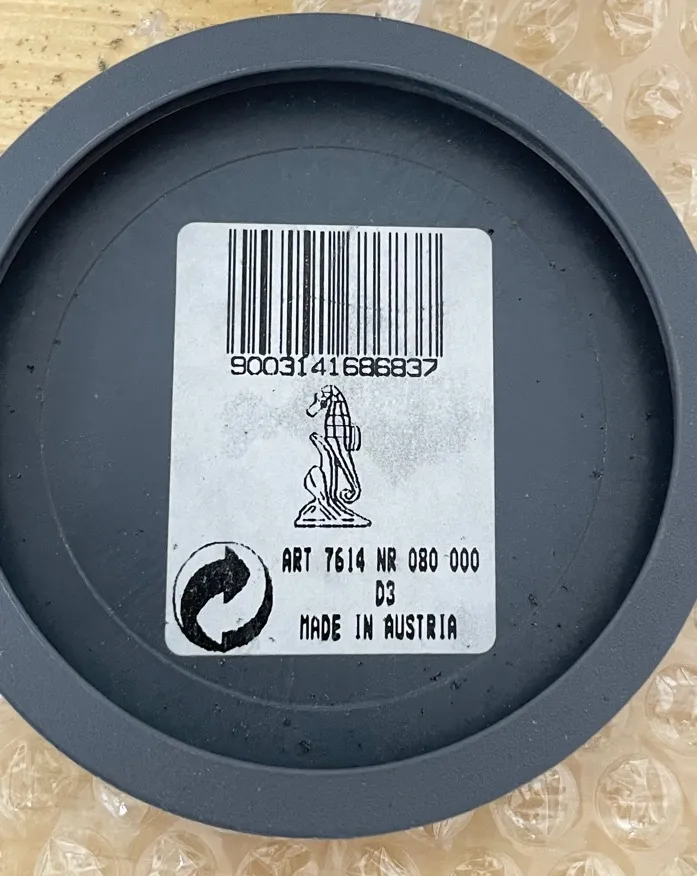 9003141686837
ART 7614 NR 080 000
D3
MADE IN AUSTRIA